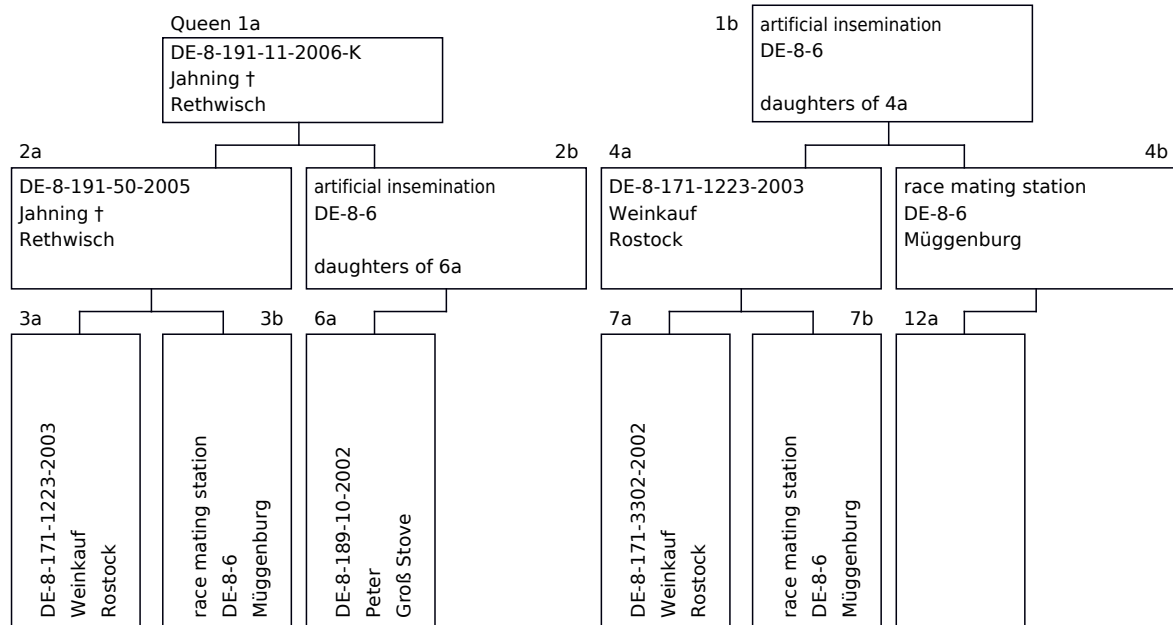 Queen 1a
DE-8-191-11-2006-K
Jahning †
Rethwisch
1b
artificial insemination
DE-8-6
daughters of 4a
2a
DE-8-191-50-2005
Jahning †
Rethwisch
2b
artificial insemination
DE-8-6
daughters of 6a
4a
DE-8-171-1223-2003
Weinkauf
Rostock
4b
race mating station
DE-8-6
Müggenburg
3a
DE-8-171-1223-2003
Weinkauf
Rostock
3b
race mating station
DE-8-6
Müggenburg
6a
DE-8-189-10-2002
Peter
Groß Stove
7a
DE-8-171-3302-2002
Weinkauf
Rostock
7b
race mating station
DE-8-6
Müggenburg
12a